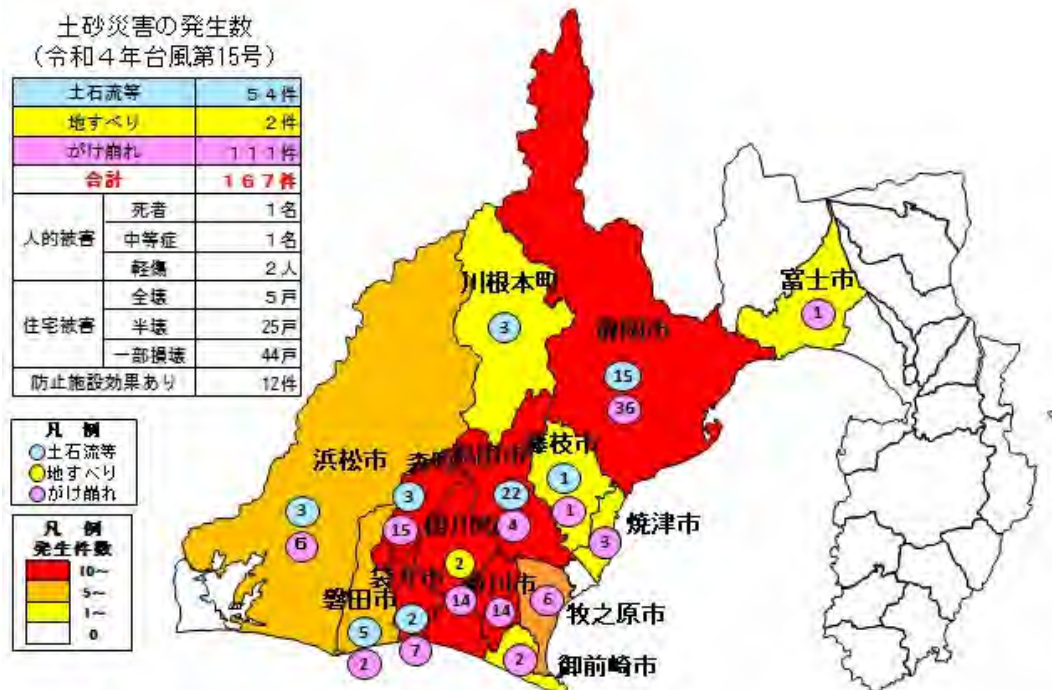 土砂災害の発生数
（令和４年台風第15号）
土石流等 ５４件
地すべり ２件
がけ崩れ １１１件
合計 １６７件
人的被害
死者 １名
中等症 １名
軽傷 ２人
住宅被害
全壊 ５戸
半壊 25戸
一部損壊 44戸
防止施設効果あり 12件
凡 例
土石流等
地すべり
がけ崩れ
凡 例
発生件数
10～
5～
1～
0
川根本町
3
静岡市
15
36
富士市
1
浜松市
3
6
3
15
22
4
藤枝市
1
1
焼津市
3
2
14
袋井市
2
7
菊川市
14
磐田市
5
2
6
牧之原市
2
御前崎市